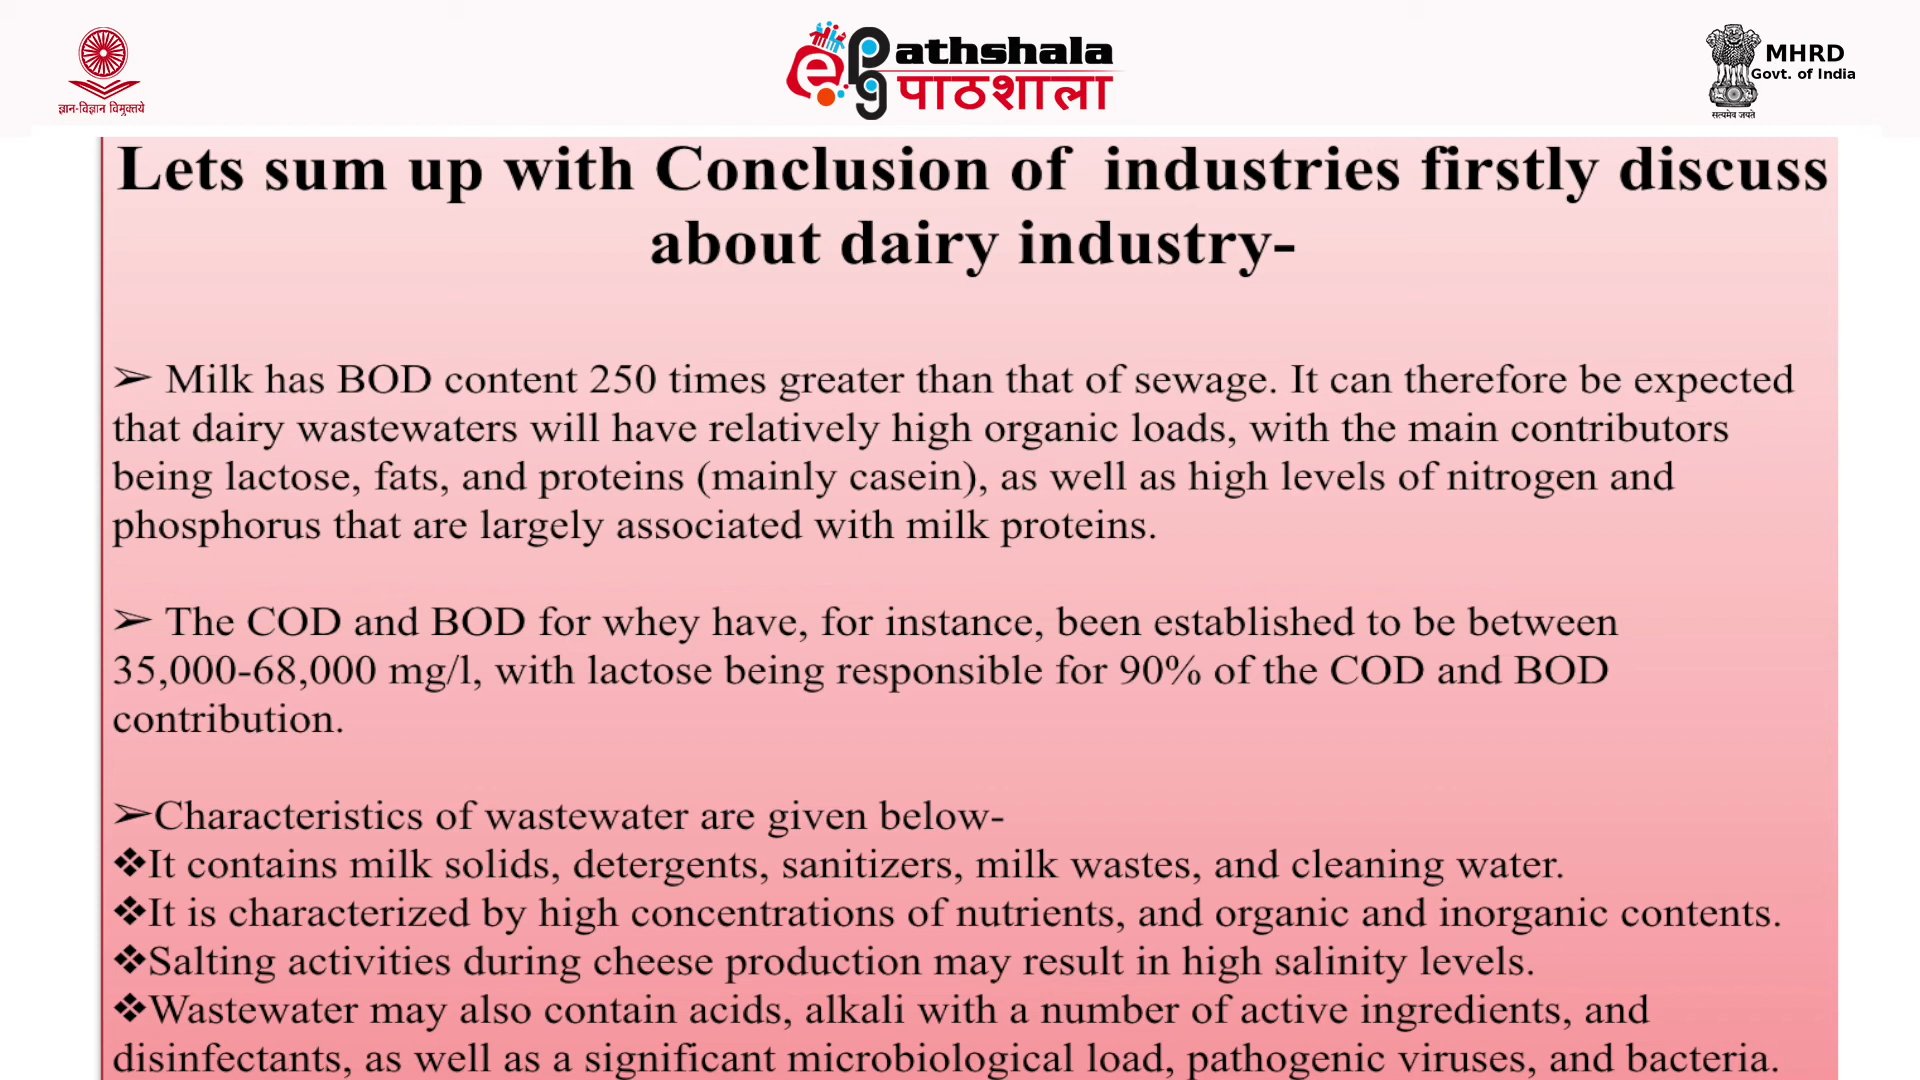 ज्ञान-विज्ञान विमुक्तये
athshala
पाठशाला
MHRD
Govt. of India
सत्यमेव जयते
Lets sum up with Conclusion of industries firstly discuss
about dairy industry-
➢ Milk has BOD content 250 times greater than that of sewage. It can therefore be expected
that dairy wastewaters will have relatively high organic loads, with the main contributors
being lactose, fats, and proteins (mainly casein), as well as high levels of nitrogen and
phosphorus that are largely associated with milk proteins.
➢ The COD and BOD for whey have, for instance, been established to be between
35,000-68,000 mg/l, with lactose being responsible for 90% of the COD and BOD
contribution.
➢Characteristics of wastewater are given below-
❖It contains milk solids, detergents, sanitizers, milk wastes, and cleaning water.
❖It is characterized by high concentrations of nutrients, and organic and inorganic contents.
❖Salting activities during cheese production may result in high salinity levels.
❖Wastewater may also contain acids, alkali with a number of active ingredients, and
disinfectants, as well as a significant microbiological load, pathogenic viruses, and bacteria.